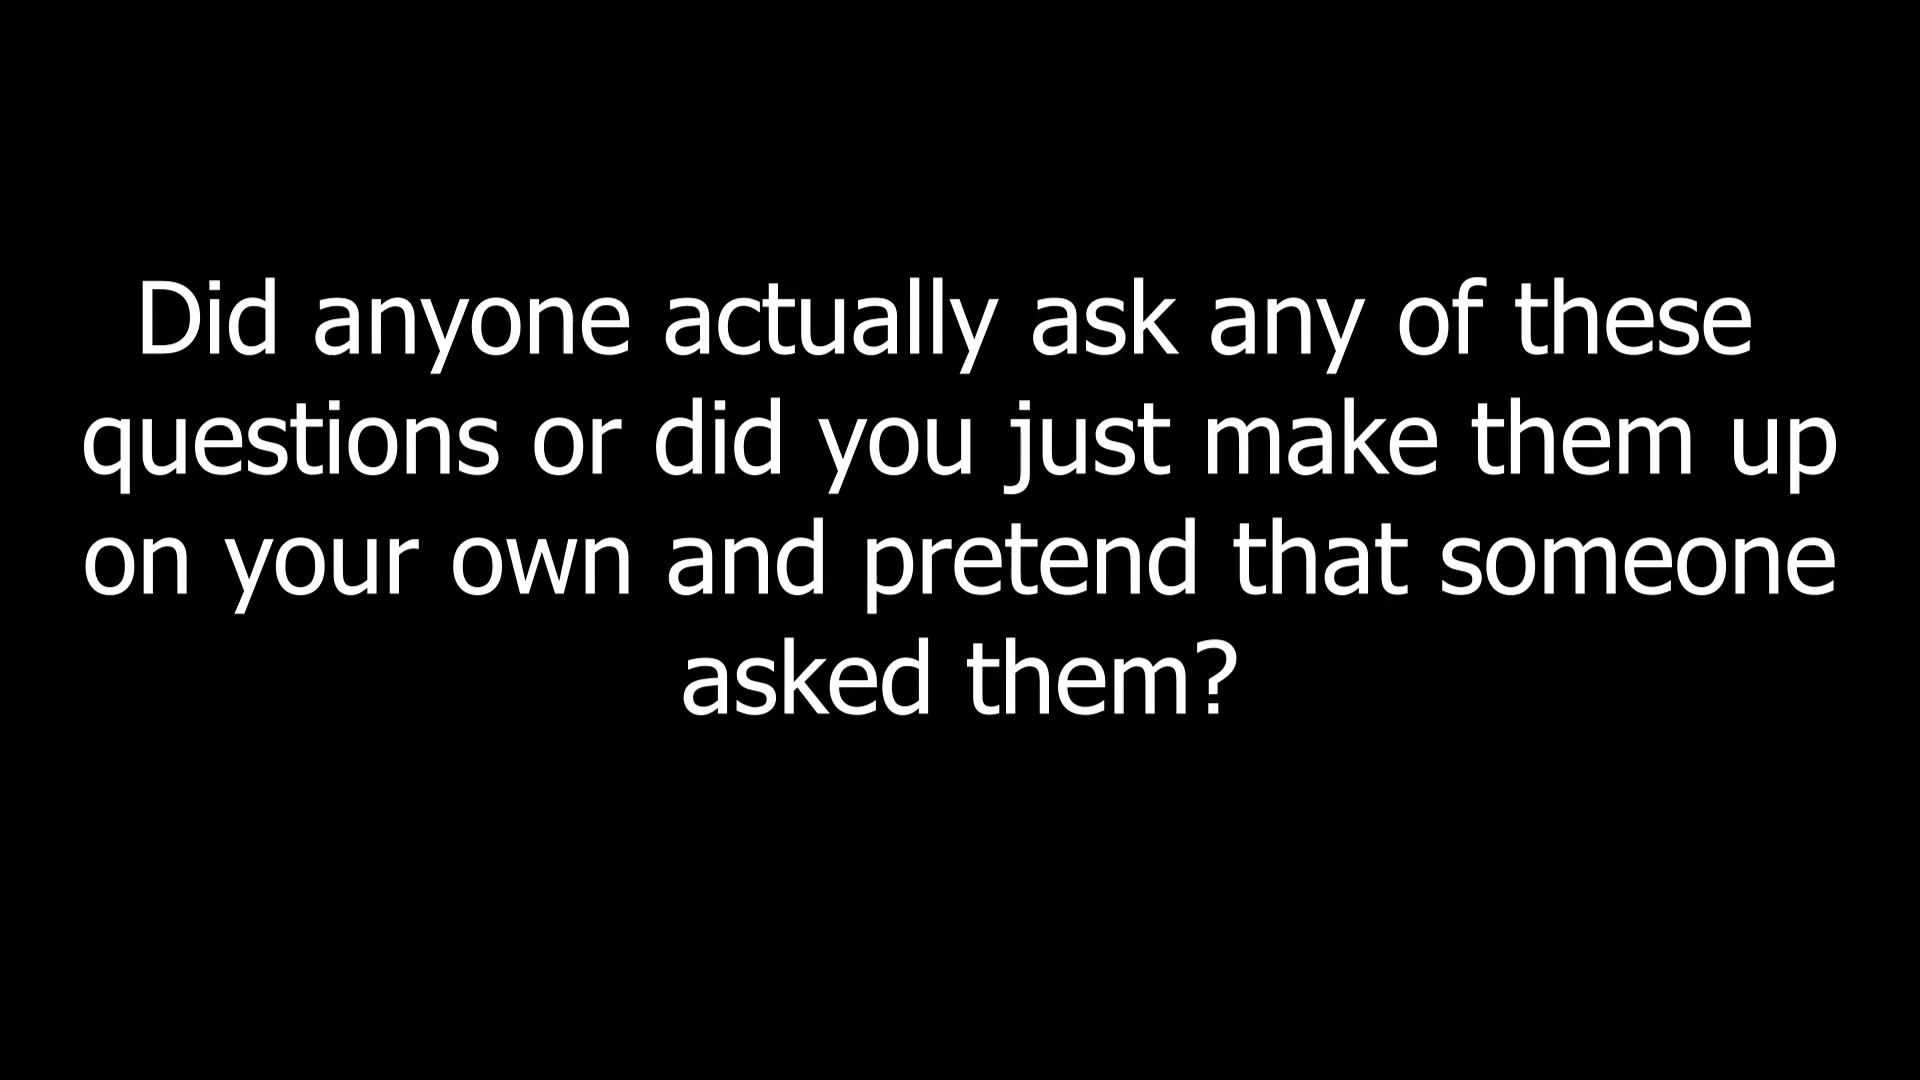 Did anyone actually ask any of these
questions or did you just make them up
on your own and pretend that someone
asked them?